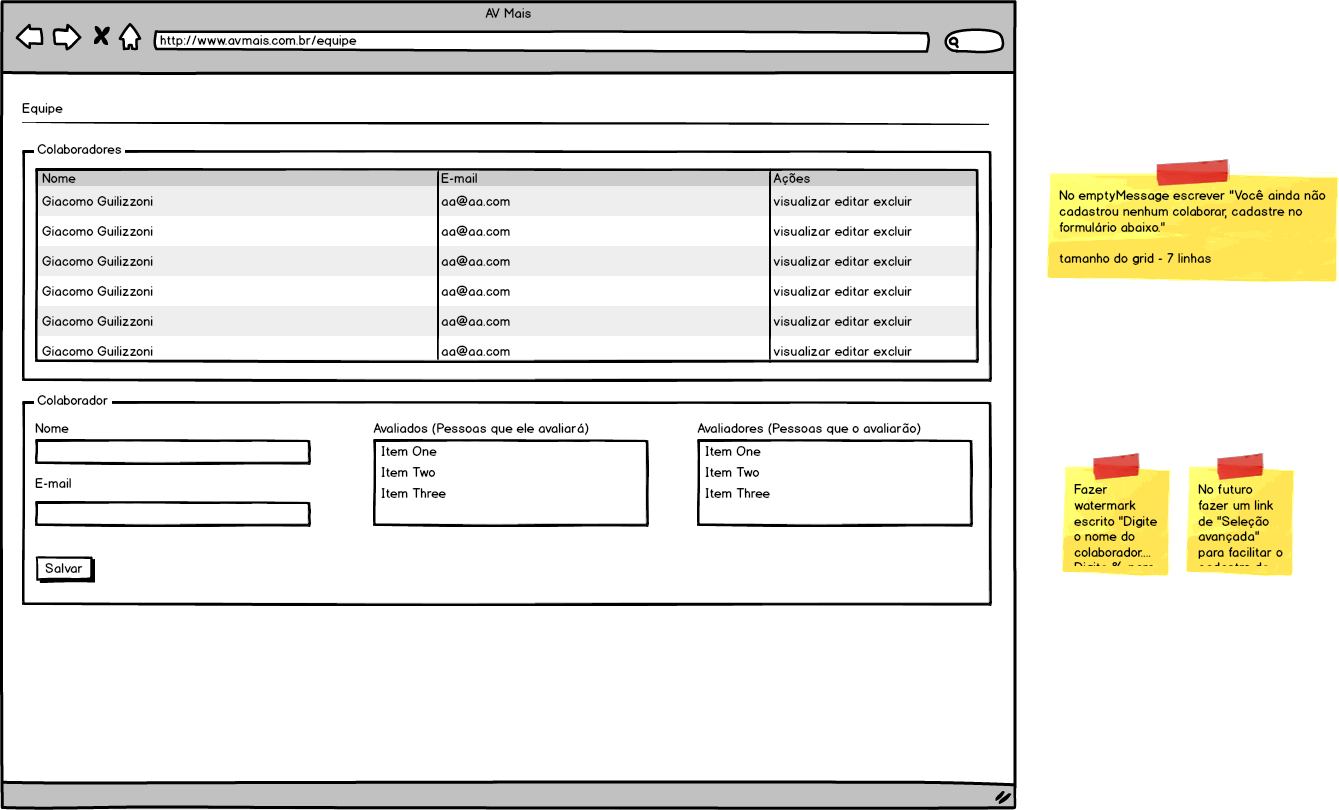 AV Mais
http://www.avmais.com.br/equipe
Equipe
Colaboradores
Nome E-mail Ações
Giacomo Guilizzoni aa@aa.com visualizar editar excluir
Giacomo Guilizzoni aa@aa.com visualizar editar excluir
Giacomo Guilizzoni aa@aa.com visualizar editar excluir
Giacomo Guilizzoni aa@aa.com visualizar editar excluir
Giacomo Guilizzoni aa@aa.com visualizar editar excluir
Giacomo Guilizzoni aa@aa.com visualizar editar excluir
Colaborador
Nome
E-mail
Salvar
Avaliados (Pessoas que ele avaliará)
Item One
Item Two
Item Three
Avaliadores (Pessoas que o avaliarão)
Item One
Item Two
Item Three
No emptyMessage escrever "Você ainda não
cadastrou nenhum colaborar, cadastre no
formulário abaixo."
tamanho do grid - 7 linhas
Fazer
watermark
escrito "Digite
o nome do
colaborador....
No futuro
fazer um link
de "Seleção
avançada"
para facilitar o